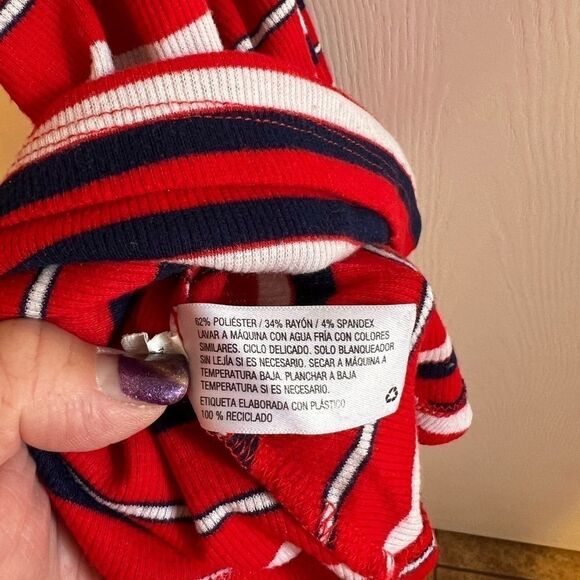 62% POLIÉSTER / 34% RAYÓN / 4% SPANDEX
LAVAR A MÁQUINA CON AGUA FRÍA CON COLORES
SIMILARES. CICLO DELICADO. SOLO BLANQUEADOR
SIN LEJÍA SI ES NECESARIO. SECAR A MÁQUINA A
TEMPERATURA BAJA. PLANCHAR A BAJA
TEMPERATURA SI ES NECESARIO.
ETIQUETA ELABORADA CON PLÁSTICO
100 % RECICLADO